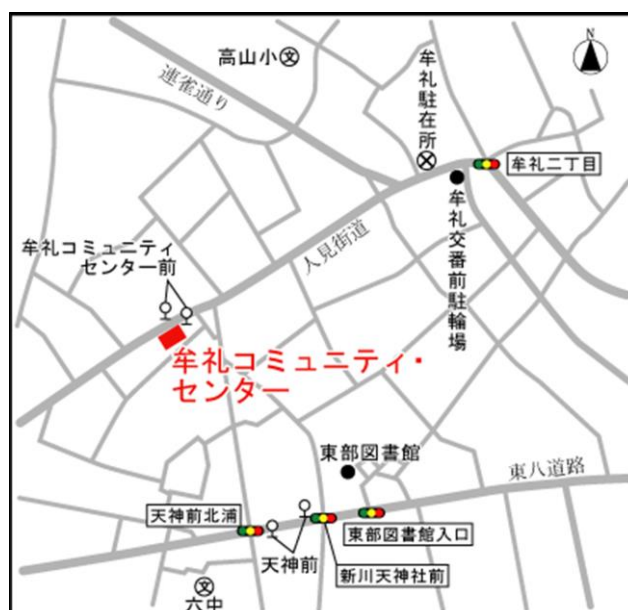 高山小
文
N
連雀通り
牟礼駐在所
牟礼二丁目
人見街道
牟礼交番前駐輪場
牟礼コミュニティ
センター前
牟礼コミュニティ・
センター
東部図書館
東八道路
天神前北浦
天神前
東部図書館入口
新川天神社前
文
六中